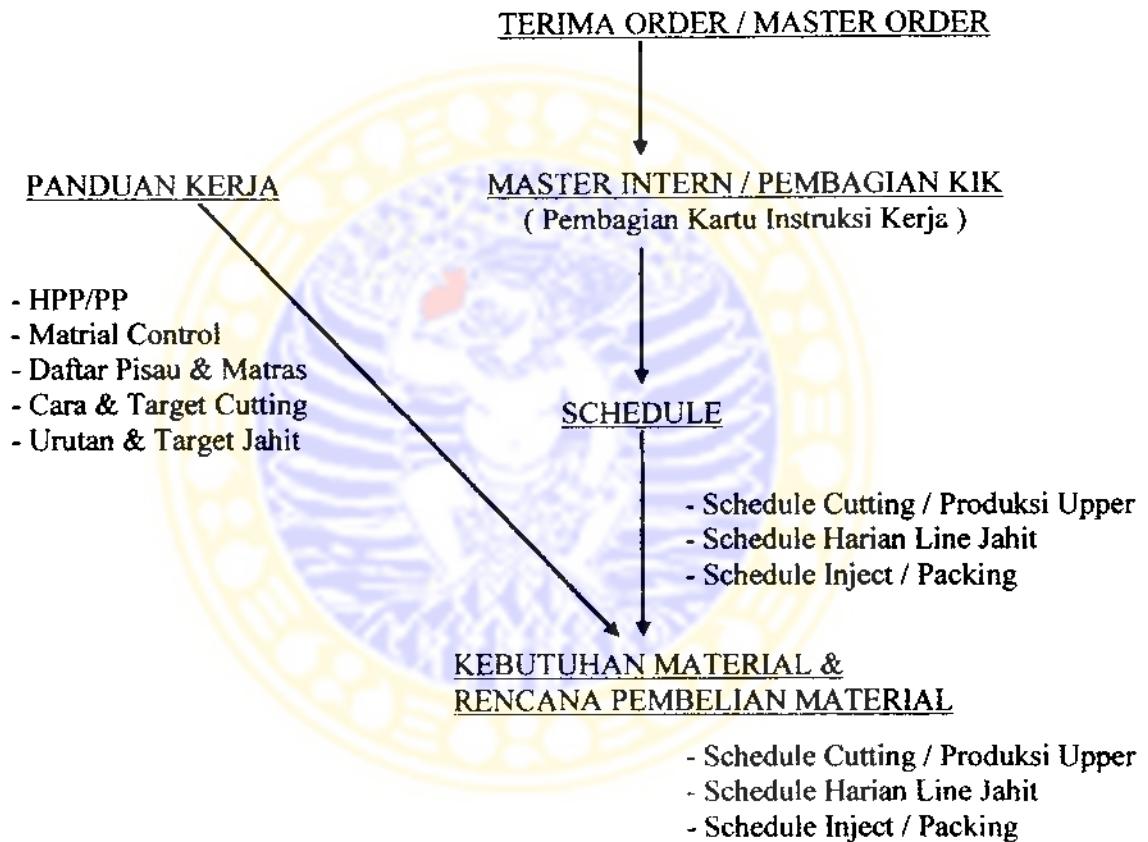 TERIMA ORDER / MASTER ORDER
PANDUAN KERJA
MASTER INTERN / PEMBAGIAN KIK
( Pembagian Kartu Instruksi Kerja )
- HPP/PP
- Matrial Control
- Daftar Pisau & Matras
- Cara & Target Cutting
- Urutan & Target Jahit
SCHEDULE
- Schedule Cutting / Produksi Upper
- Schedule Harian Line Jahit
- Schedule Inject / Packing
KEBUTUHAN MATERIAL &
RENCANA PEMBELIAN MATERIAL
- Schedule Cutting / Produksi Upper
- Schedule Harian Line Jahit
- Schedule Inject / Packing